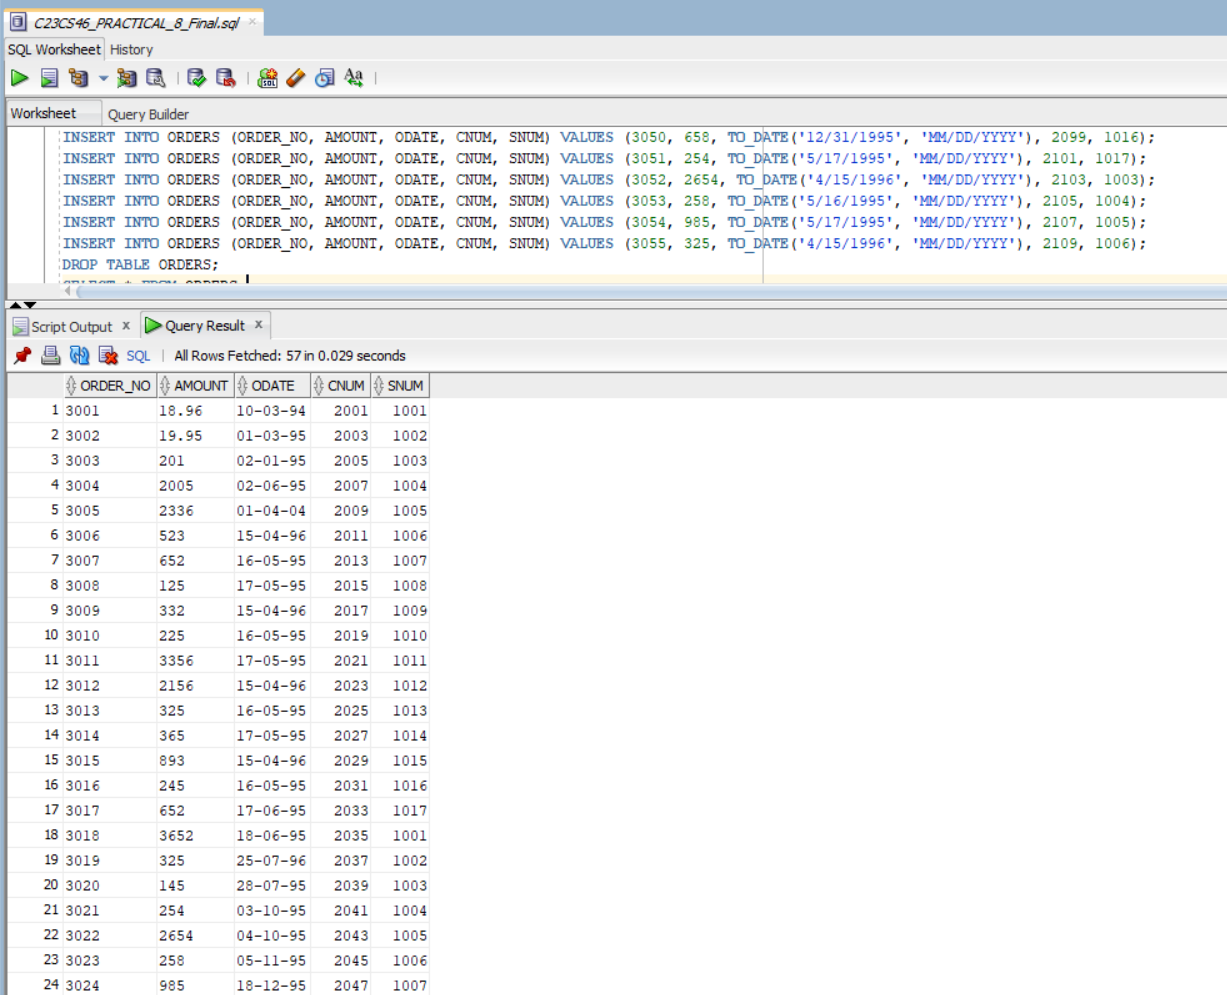 C23CS46_PRACTICAL_8_Final.sql
SQL Worksheet History
Worksheet Query Builder
INSERT INTO ORDERS (ORDER_NO, AMOUNT, ODATE, CNUM, SNUM) VALUES (3050, 658, TO_DATE('12/31/1995', 'MM/DD/YYYY'), 2099, 1016);
INSERT INTO ORDERS (ORDER_NO, AMOUNT, ODATE, CNUM, SNUM) VALUES (3051, 254, TO_DATE('5/17/1995', 'MM/DD/YYYY'), 2101, 1017);
INSERT INTO ORDERS (ORDER_NO, AMOUNT, ODATE, CNUM, SNUM) VALUES (3052, 2654, TO_DATE('4/15/1996', 'MM/DD/YYYY'), 2103, 1003);
INSERT INTO ORDERS (ORDER_NO, AMOUNT, ODATE, CNUM, SNUM) VALUES (3053, 258, TO_DATE('5/16/1995', 'MM/DD/YYYY'), 2105, 1004);
INSERT INTO ORDERS (ORDER_NO, AMOUNT, ODATE, CNUM, SNUM) VALUES (3054, 985, TO_DATE('5/17/1995', 'MM/DD/YYYY'), 2107, 1005);
INSERT INTO ORDERS (ORDER_NO, AMOUNT, ODATE, CNUM, SNUM) VALUES (3055, 325, TO_DATE('4/15/1996', 'MM/DD/YYYY'), 2109, 1006);
DROP TABLE ORDERS;
SELECT * FROM ORDERS
Script Output x Query Result x
SQL | All Rows Fetched: 57 in 0.029 seconds
ORDER_NO AMOUNT ODATE CNUM SNUM
1 3001 18.96 10-03-94 2001 1001
2 3002 19.95 01-03-95 2003 1002
3 3003 201 02-01-95 2005 1003
4 3004 2005 02-06-95 2007 1004
5 3005 2336 01-04-04 2009 1005
6 3006 523 15-04-96 2011 1006
7 3007 652 16-05-95 2013 1007
8 3008 125 17-05-95 2015 1008
9 3009 332 15-04-96 2017 1009
10 3010 225 16-05-95 2019 1010
11 3011 3356 17-05-95 2021 1011
12 3012 2156 15-04-96 2023 1012
13 3013 325 16-05-95 2025 1013
14 3014 365 17-05-95 2027 1014
15 3015 893 15-04-96 2029 1015
16 3016 245 16-05-95 2031 1016
17 3017 652 17-06-95 2033 1017
18 3018 3652 18-06-95 2035 1001
19 3019 325 25-07-96 2037 1002
20 3020 145 28-07-95 2039 1003
21 3021 254 03-10-95 2041 1004
22 3022 2654 04-10-95 2043 1005
23 3023 258 05-11-95 2045 1006
24 3024 985 18-12-95 2047 1007